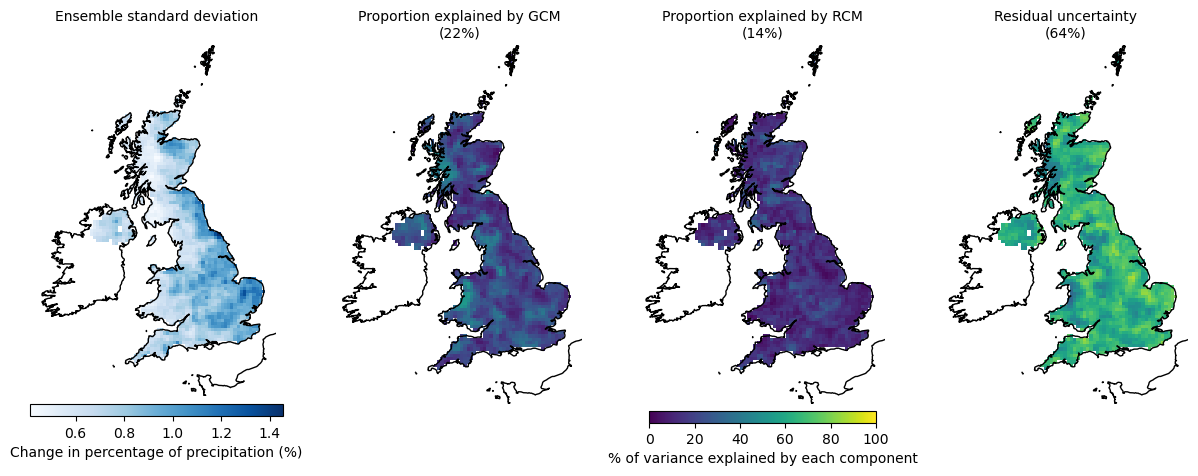 Ensemble standard deviation
Proportion explained by GCM
(22%)
Proportion explained by RCM
(14%)
Residual uncertainty
(64%)
0.6 0.8 1.0 1.2 1.4
Change in percentage of precipitation (%)
0 20 40 60 80 100
% of variance explained by each component